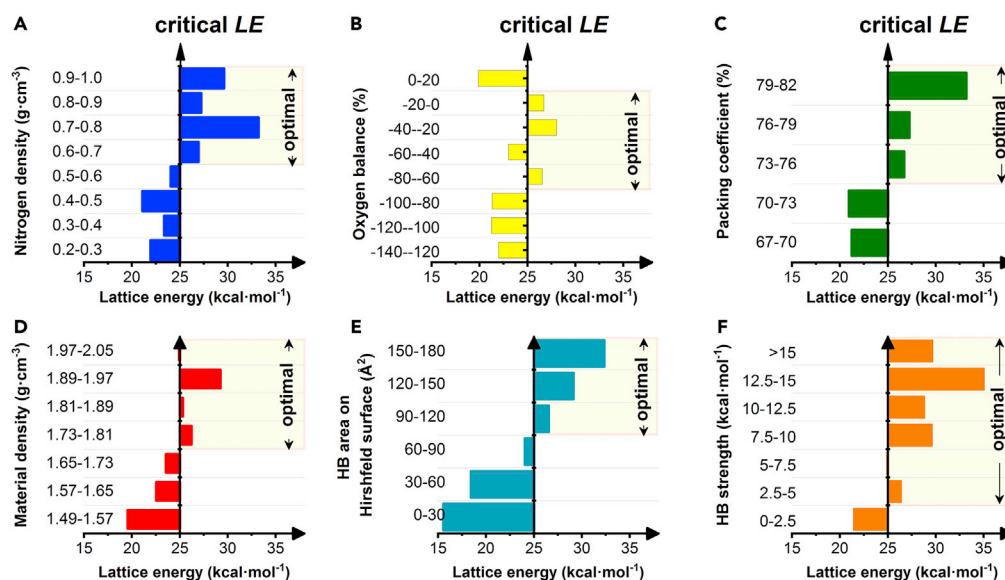 A
critical LE
Nitrogen density (g·cm⁻³)
0.9-1.0
0.8-0.9
0.7-0.8
0.6-0.7
0.5-0.6
0.4-0.5
0.3-0.4
0.2-0.3
optimal
15 20 25 30 35
Lattice energy (kcal·mol⁻¹)
B
critical LE
Oxygen balance (%)
0-20
-20-0
-40--20
-60--40
-80--60
-100--80
-120--100
-140--120
optimal
15 20 25 30 35
Lattice energy (kcal·mol⁻¹)
C
critical LE
Packing coefficient (%)
79-82
76-79
73-76
70-73
67-70
optimal
15 20 25 30 35
Lattice energy (kcal·mol⁻¹)
D
Material density (g·cm⁻³)
1.97-2.05
1.89-1.97
1.81-1.89
1.73-1.81
1.65-1.73
1.57-1.65
1.49-1.57
optimal
15 20 25 30 35
Lattice energy (kcal·mol⁻¹)
E
HB area on
Hirshfeld surface (Å²)
150-180
120-150
90-120
60-90
30-60
0-30
optimal
15 20 25 30 35
Lattice energy (kcal·mol⁻¹)
F
HB strength (kcal·mol⁻¹)
>15
12.5-15
10-12.5
7.5-10
5-7.5
2.5-5
0-2.5
optimal
15 20 25 30 35
Lattice energy (kcal·mol⁻¹)